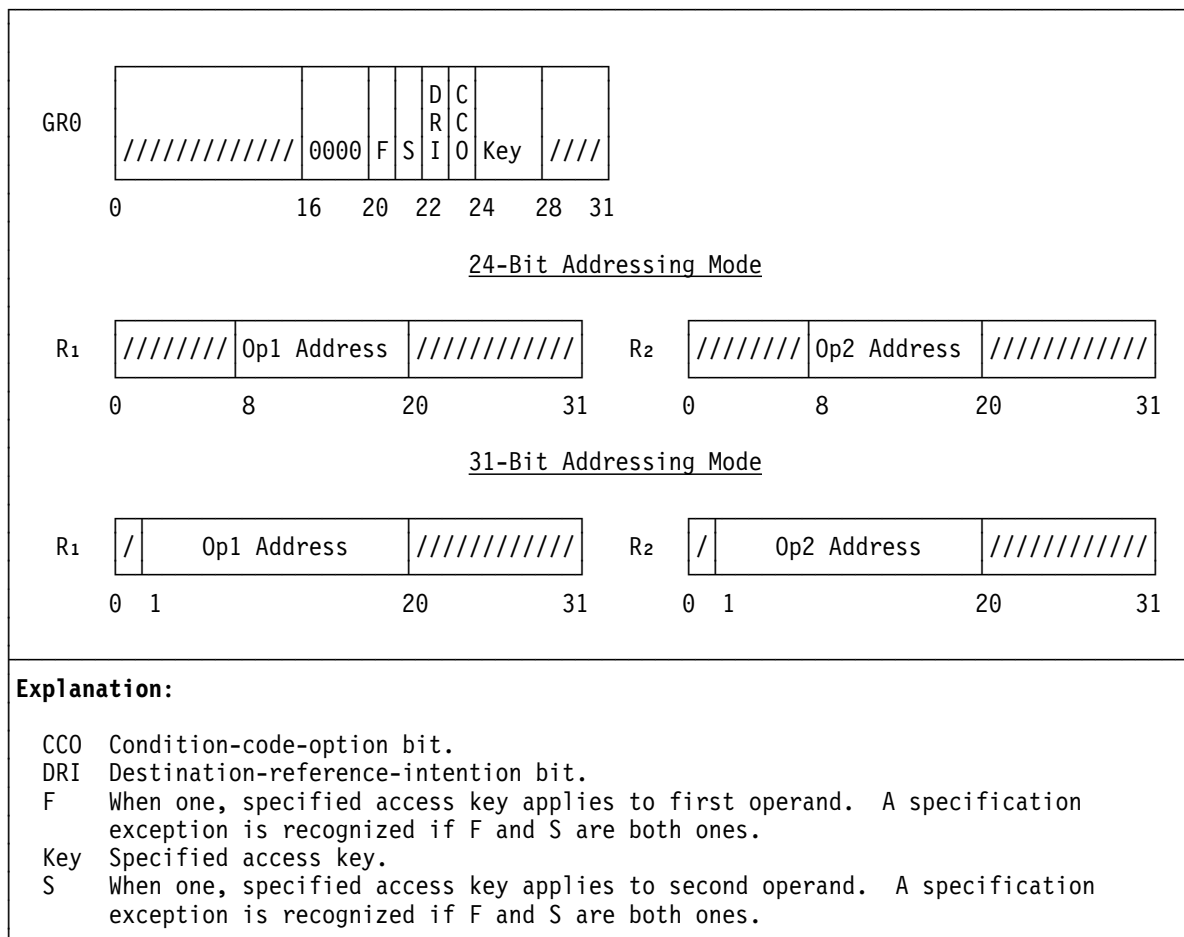 D C
GR0 R C
///////////// 0000 F S I O Key ////
0 16 20 22 24 28 31
24-Bit Addressing Mode
R₁ //////// Op1 Address //////////// R₂ //////// Op2 Address ////////////
0 8 20 31 0 8 20 31
31-Bit Addressing Mode
R₁ / Op1 Address //////////// R₂ / Op2 Address ////////////
0 1 20 31 0 1 20 31
Explanation:
CCO Condition-code-option bit.
DRI Destination-reference-intention bit.
F When one, specified access key applies to first operand. A specification
exception is recognized if F and S are both ones.
Key Specified access key.
S When one, specified access key applies to second operand. A specification
exception is recognized if F and S are both ones.